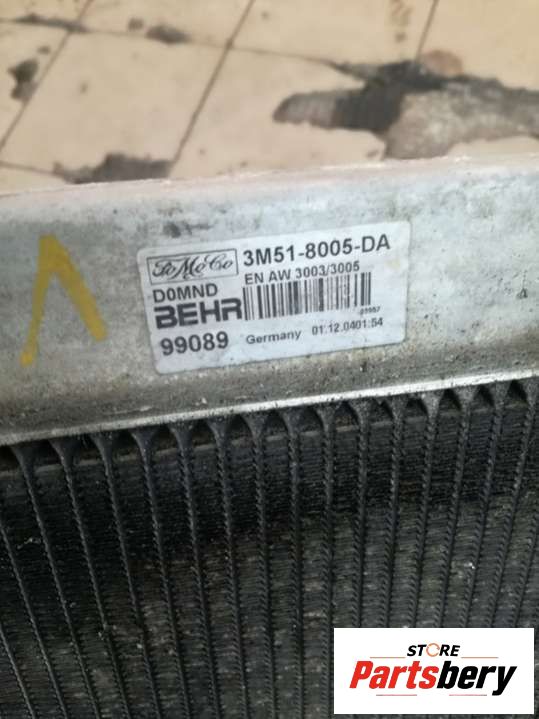 FoMoCo 3M51-8005-DA
EN AW 3003/3005
D0MND
BEHR
99089 Germany 01.12.0401:54
STORE
Partsbery